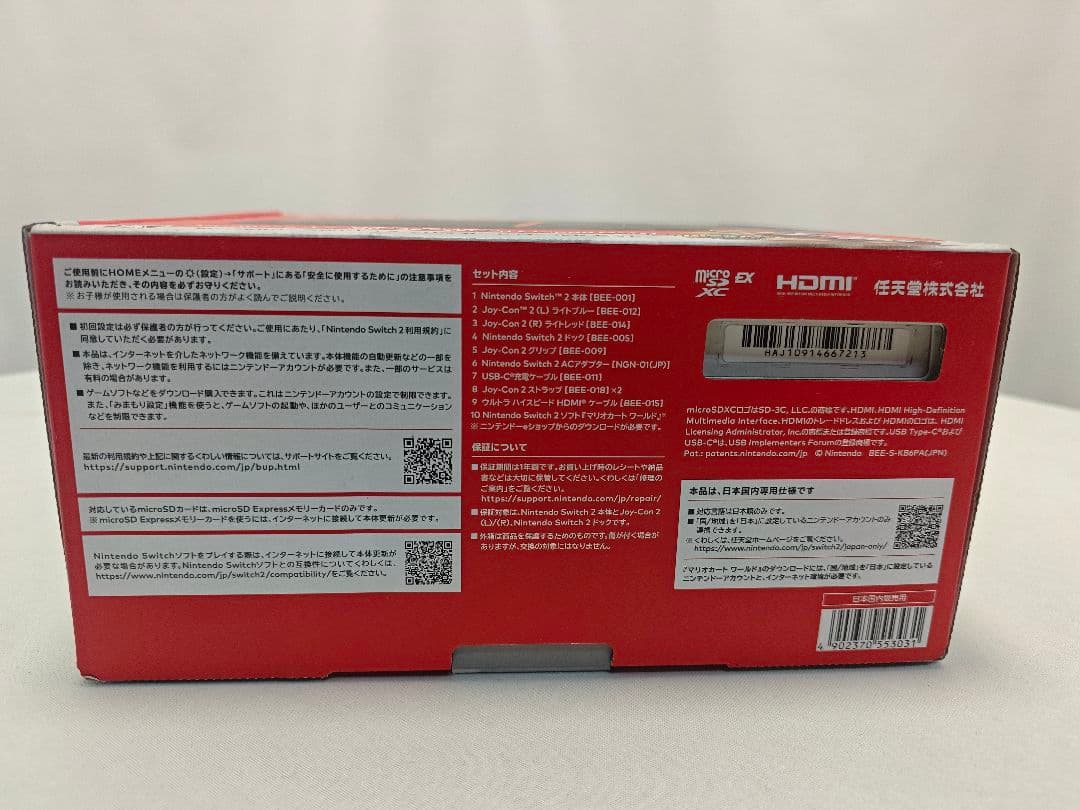 ご使用前にHOMEメニューの(設定)→「サポート」にある「安全に使用するために」の注意事項を
お読みいただき、その内容を必ずお守りください。
※お子様が使用される場合は保護者の方がよく読んでご説明ください。
■初回設定は必ず保護者の方が行ってください。ご使用にあたり、「Nintendo Switch 2 利用規約」に
同意していただく必要があります。
■本品は、インターネットを介したネットワーク機能を備えています。本体機能の自動更新などの一部を
除き、ネットワーク機能を利用するにはニンテンドーアカウントが必要です。また、一部のサービスは
有料の場合があります。
■ゲームソフトなどをダウンロード購入できます。これはニンテンドーアカウントの設定で制限できます。
また、「みまもり設定」機能を使うと、ゲームソフトの起動や、ほかのユーザーとのコミュニケーション
などを制限できます。
最新の利用規約や上記に関するくわしい情報については、サポートサイトをご覧ください。
https://support.nintendo.com/jp/bup.html
対応しているmicroSDカードは、microSD Expressメモリーカードのみです。
※microSD Expressメモリーカードを使うには、インターネットに接続して本体更新が必要です。
Nintendo Switchソフトをプレイする際は、インターネットに接続して本体更新が
必要な場合があります。Nintendo Switchソフトとの互換性についてくわしくは、
https://www.nintendo.com/jp/switch2/compatibility/をご覧ください。
セット内容
1 Nintendo Switch™ 2 本体 [BEE-001]
2 Joy-Con™ 2 (L) ライトブルー [BEE-012]
3 Joy-Con 2 (R) ライトレッド [BEE-014]
4 Nintendo Switch 2 ドック [BEE-005]
5 Joy-Con 2 グリップ [BEE-009]
6 Nintendo Switch 2 ACアダプター [NGN-01(JP)]
7 USB-C®充電ケーブル [BEE-011]
8 Joy-Con 2 ストラップ [BEE-018] ×2
9 ウルトラ ハイスピード HDMI® ケーブル [BEE-015]
10 Nintendo Switch 2 ソフト『マリオカート ワールド』※
※ニンテンドーeショップからのダウンロードが必要です。
保証について
■保証期間は1年間です。お買い上げ時のレシートや納品
書などは大切に保管してください。くわしくは「修理の
ご案内」をご覧ください。
https://support.nintendo.com/jp/repair/
■保証対象は、Nintendo Switch 2 本体とJoy-Con 2
(L)/(R)、Nintendo Switch 2 ドックです。
■外箱は商品を保護するためのものです。傷が付く場合が
ありますが、交換の対象にはなりません。
micro SD XC EX HDMI 任天堂株式会社
HAJ10914667213
microSDXCロゴはSD-3C, LLC.の商標です。HDMI、HDMI High-Definition
Multimedia Interface、HDMIのトレードドレスおよび HDMIのロゴは、HDMI
Licensing Administrator, Inc.の商標または登録商標です。USB Type-C®および
USB-C®は、USB Implementers Forumの登録商標です。
Pat.: patents.nintendo.com/jp © Nintendo BEE-S-KB6PA(JPN)
本品は、日本国内専用仕様です
■対応言語は日本語のみです。
■「国/地域」を「日本」に設定しているニンテンドーアカウントのみ
連携できます。
※くわしくは、任天堂ホームページをご覧ください。
https://www.nintendo.com/jp/switch2/japan-only/
『マリオカート ワールド』のダウンロードには、「国/地域」を「日本」に設定している
ニンテンドーアカウントと、インターネット環境が必要です。
日本国内販売用
4 902370 553031